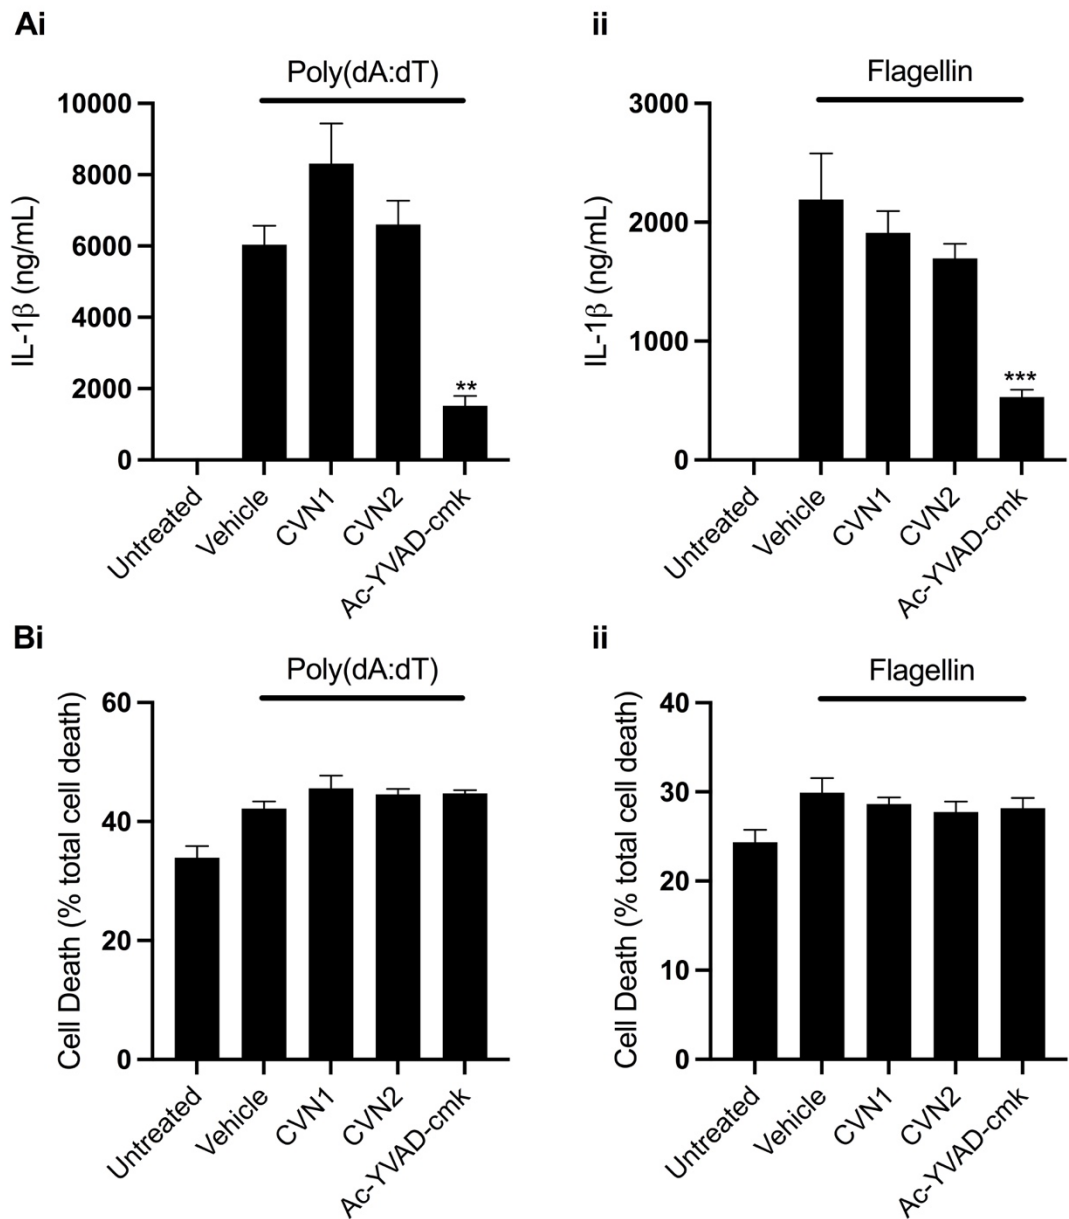 Ai
Poly(dA:dT)
10000
8000
6000
4000
2000
0
IL-1β (ng/mL)
**
Untreated
Vehicle
CVN1
CVN2
Ac-YVAD-cmk
ii
Flagellin
3000
2000
1000
0
IL-1β (ng/mL)
***
Untreated
Vehicle
CVN1
CVN2
Ac-YVAD-cmk
Bi
Poly(dA:dT)
60
40
20
0
Cell Death (% total cell death)
Untreated
Vehicle
CVN1
CVN2
Ac-YVAD-cmk
ii
Flagellin
40
30
20
10
0
Cell Death (% total cell death)
Untreated
Vehicle
CVN1
CVN2
Ac-YVAD-cmk